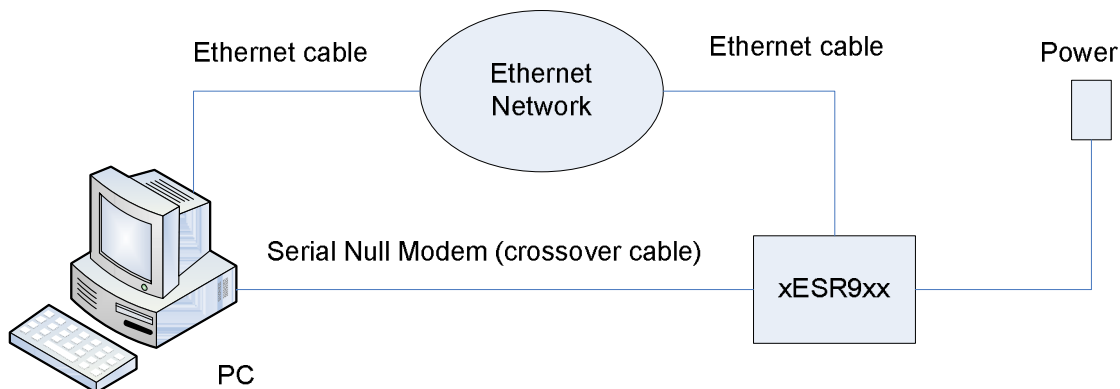 Ethernet cable
Ethernet
Network
Ethernet cable
Power
Serial Null Modem (crossover cable)
xESR9xx
PC